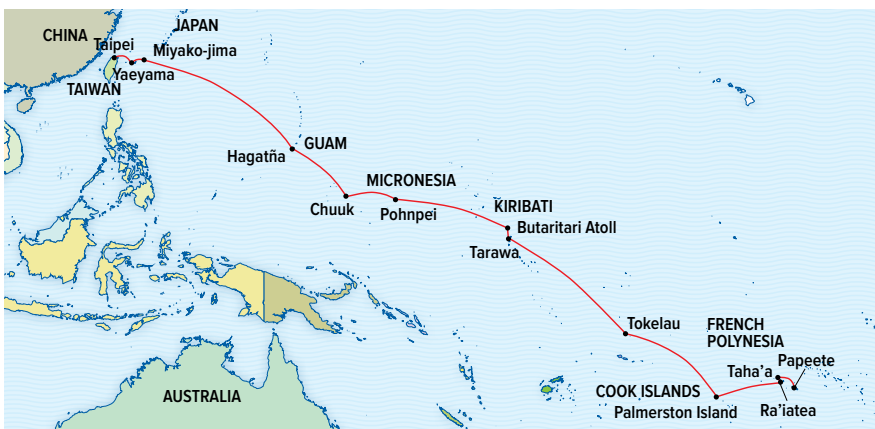 JAPAN
CHINA
Taipei
Miyako-jima
Yaeyama
TAIWAN
GUAM
Hagatña
MICRONESIA
Chuuk
Pohnpei
KIRIBATI
Butaritari Atoll
Tarawa
Tokelau
FRENCH
POLYNESIA
Papeete
Taha’a
COOK ISLANDS
AUSTRALIA
Palmerston Island
Ra’iatea